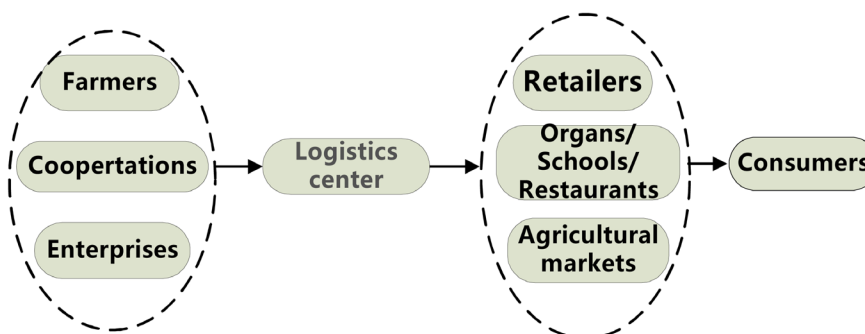 Farmers
Coopertations
Enterprises
Logistics
center
Retailers
Organs/
Schools/
Restaurants
Agricultural
markets
Consumers